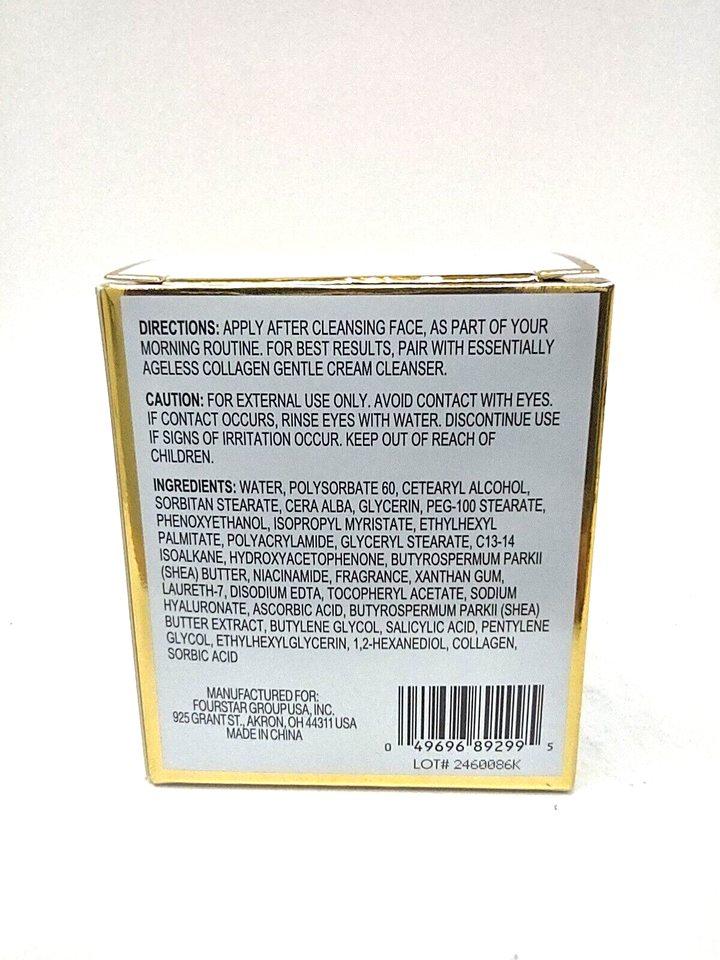 DIRECTIONS: APPLY AFTER CLEANSING FACE, AS PART OF YOUR
MORNING ROUTINE. FOR BEST RESULTS, PAIR WITH ESSENTIALLY
AGELESS COLLAGEN GENTLE CREAM CLEANSER.
CAUTION: FOR EXTERNAL USE ONLY. AVOID CONTACT WITH EYES.
IF CONTACT OCCURS, RINSE EYES WITH WATER. DISCONTINUE USE
IF SIGNS OF IRRITATION OCCUR. KEEP OUT OF REACH OF
CHILDREN.
INGREDIENTS: WATER, POLYSORBATE 60, CETEARYL ALCOHOL,
SORBITAN STEARATE, CERA ALBA, GLYCERIN, PEG-100 STEARATE,
PHENOXYETHANOL, ISOPROPYL MYRISTATE, ETHYLHEXYL
PALMITATE, POLYACRYLAMIDE, GLYCERYL STEARATE, C13-14
ISOALKANE, HYDROXYACETOPHENONE, BUTYROSPERMUM PARKII
(SHEA) BUTTER, NIACINAMIDE, FRAGRANCE, XANTHAN GUM,
LAURETH-7, DISODIUM EDTA, TOCOPHERYL ACETATE, SODIUM
HYALURONATE, ASCORBIC ACID, BUTYROSPERMUM PARKII (SHEA)
BUTTER EXTRACT, BUTYLENE GLYCOL, SALICYLIC ACID, PENTYLENE
GLYCOL, ETHYLHEXYLGLYCERIN, 1,2-HEXANEDIOL, COLLAGEN,
SORBIC ACID
MANUFACTURED FOR:
FOURSTAR GROUP USA, INC.
925 GRANT ST., AKRON, OH 44311 USA
MADE IN CHINA
0 49696 89299 5
LOT# 2460086K